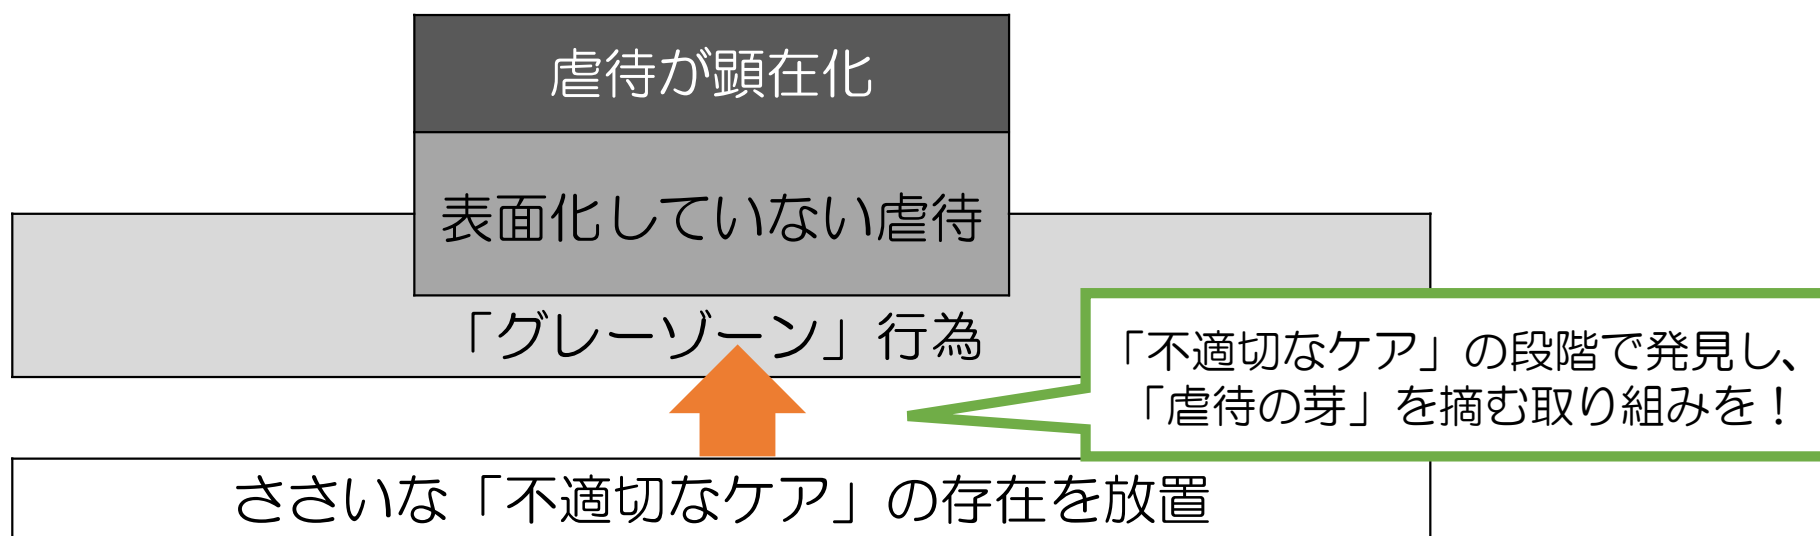 虐待が顕在化
表面化していない虐待
「グレーゾーン」行為
「不適切なケア」の段階で発見し、
「虐待の芽」を摘む取り組みを！
ささいな「不適切なケア」の存在を放置